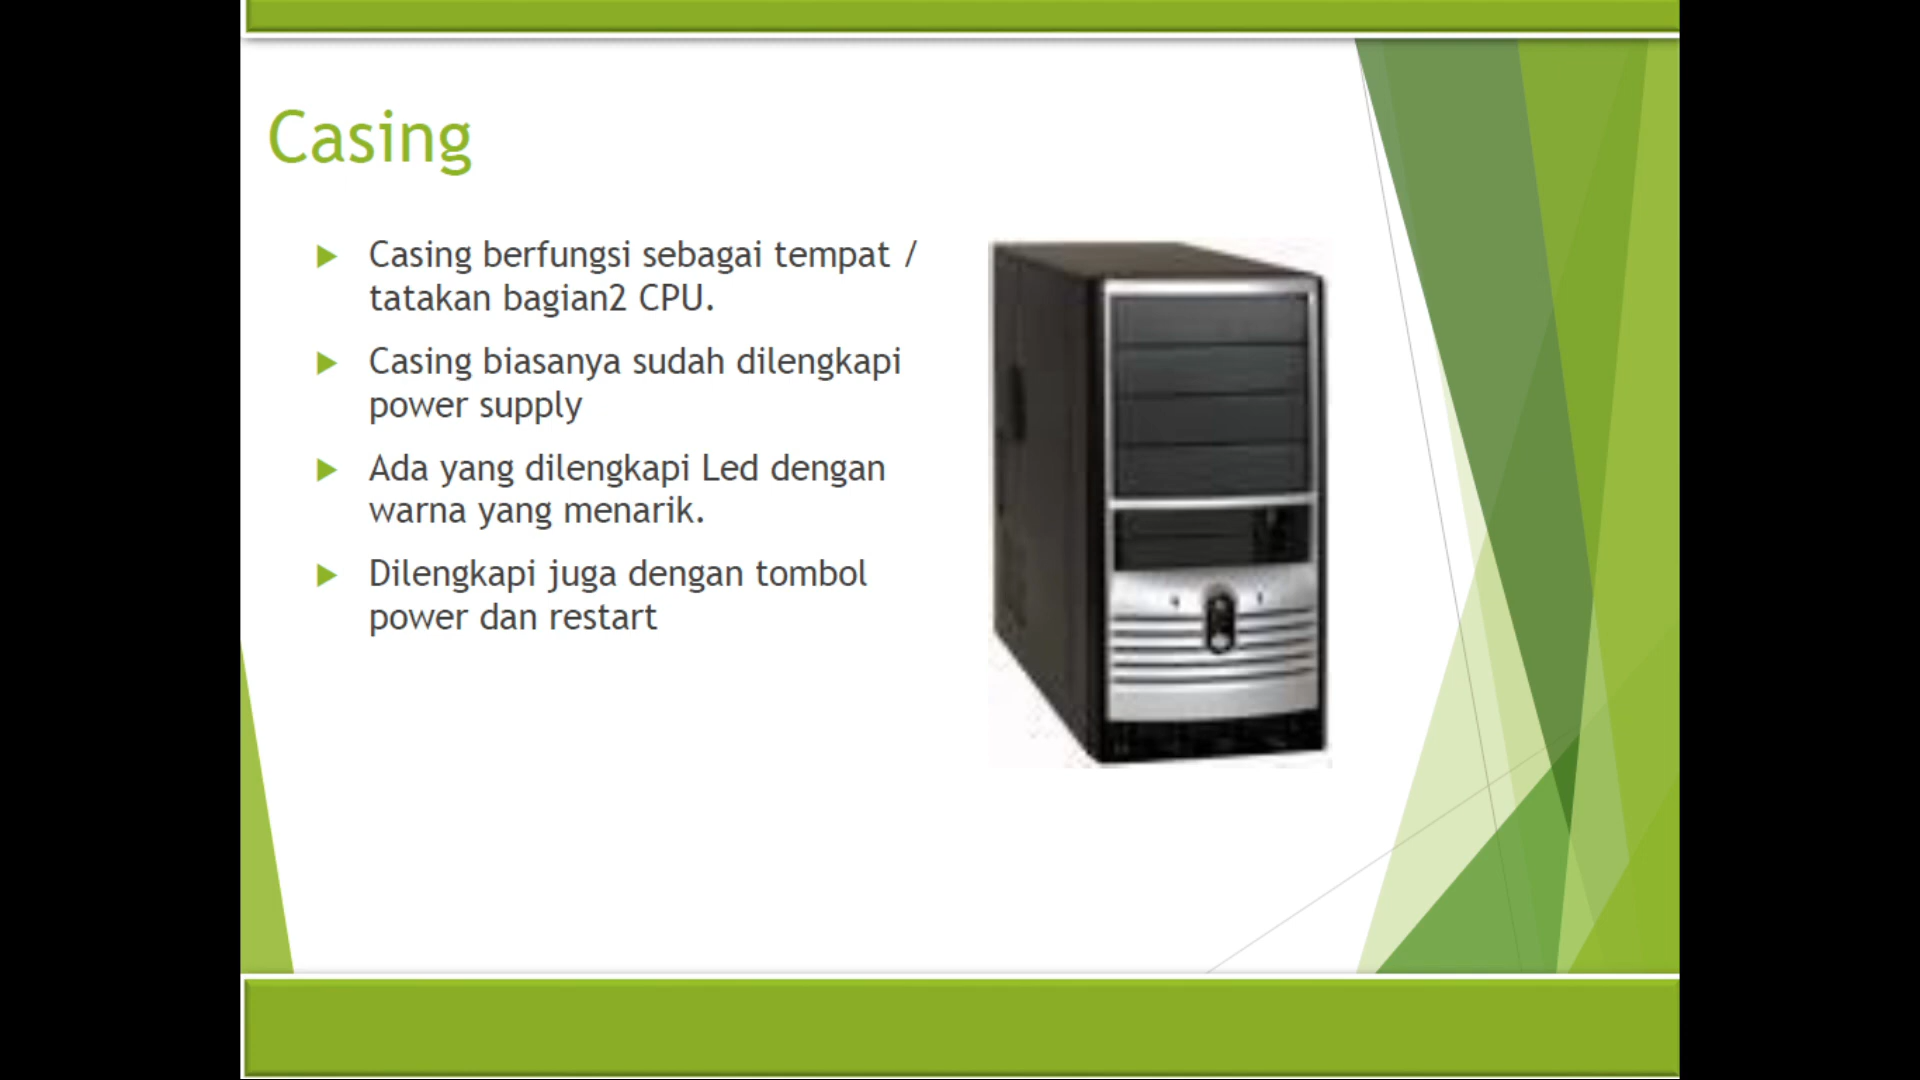 Casing
Casing berfungsi sebagai tempat /
tatakan bagian2 CPU.
Casing biasanya sudah dilengkapi
power supply
Ada yang dilengkapi Led dengan
warna yang menarik.
Dilengkapi juga dengan tombol
power dan restart